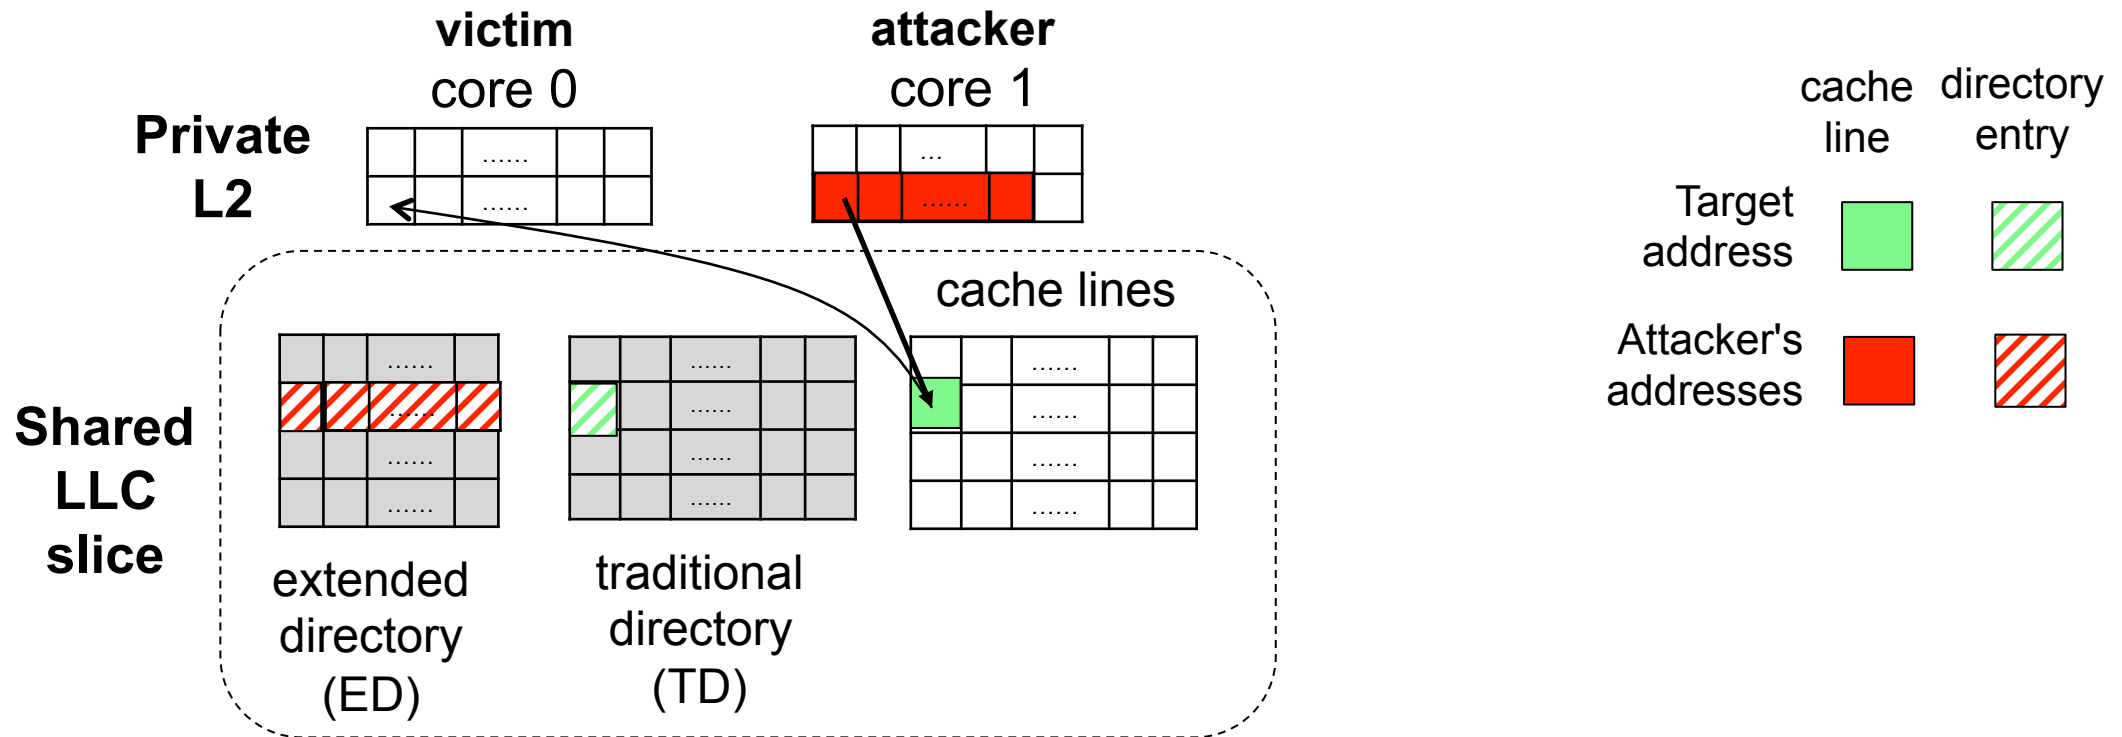 victim
core 0
attacker
core 1
Private
L2
......
......
...
......
cache
line
directory
entry
Target
address
Attacker's
addresses
Shared
LLC
slice
cache lines
......
......
......
......
......
......
......
......
......
......
......
......
extended
directory
(ED)
traditional
directory
(TD)